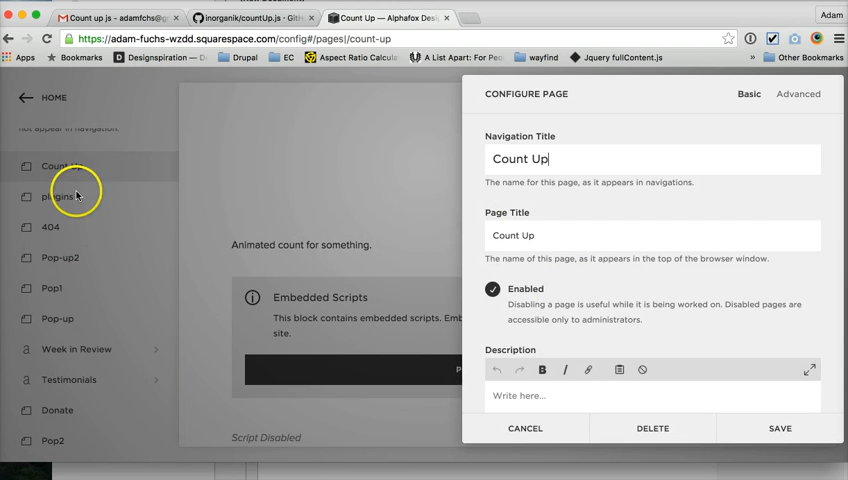 Count up js - adamfchs@g
inorganik/countUp.js · GitH
Count Up — Alphafox Desi
Adam
https://adam-fuchs-wzdd.squarespace.com/config#/pages|/count-up
Apps
Bookmarks
Designspiration — D
Drupal
EC
Aspect Ratio Calcula
A List Apart: For Peo
wayfind
Jquery fullContent.js
»
Other Bookmarks
HOME
not appear in navigation.
Count Up
plugins
404
Pop-up2
Pop1
Pop-up
Week in Review
Testimonials
Donate
Pop2
Animated count for something.
Embedded Scripts
This block contains embedded scripts. Emb
site.
P
Script Disabled
CONFIGURE PAGE
Basic
Advanced
Navigation Title
Count Up
The name for this page, as it appears in navigations.
Page Title
Count Up
The name of this page, as it appears in the top of the browser window.
Enabled
Disabling a page is useful while it is being worked on. Disabled pages are
accessible only to administrators.
Description
Write here...
CANCEL
DELETE
SAVE